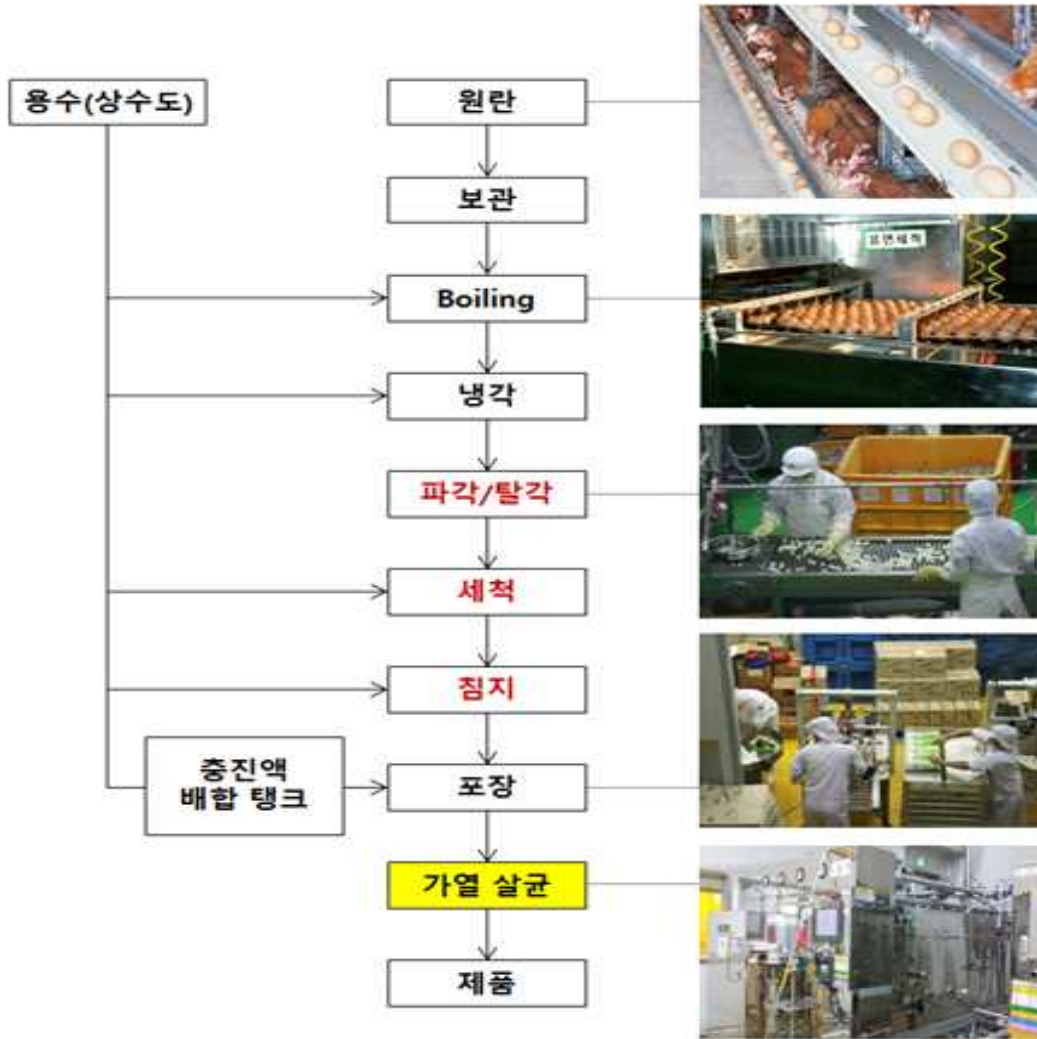 용수(상수도)
원란
보관
Boiling
냉각
파각/탈각
세척
침지
충진액
배합 탱크
포장
가열 살균
제품